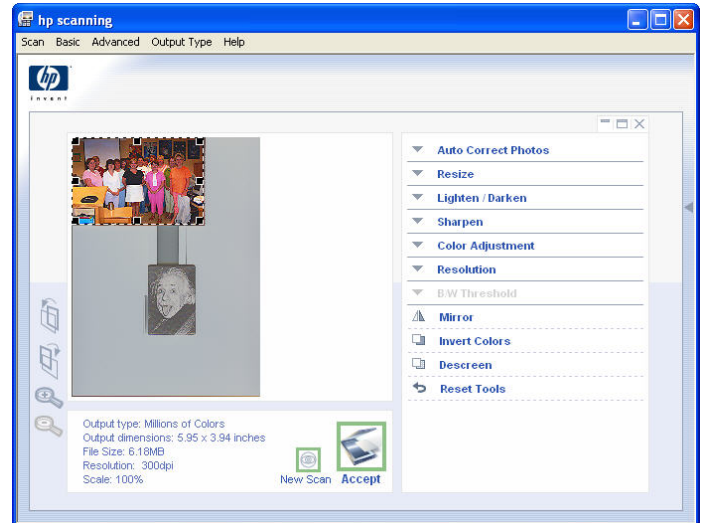 hp scanning
Scan Basic Advanced Output Type Help
hp
invent
Auto Correct Photos
Resize
Lighten / Darken
Sharpen
Color Adjustment
Resolution
B/W Threshold
Mirror
Invert Colors
Descreen
Reset Tools
Output type: Millions of Colors
Output dimensions: 5.95 x 3.94 inches
File Size: 6.18MB
Resolution: 300dpi
Scale: 100%
New Scan Accept